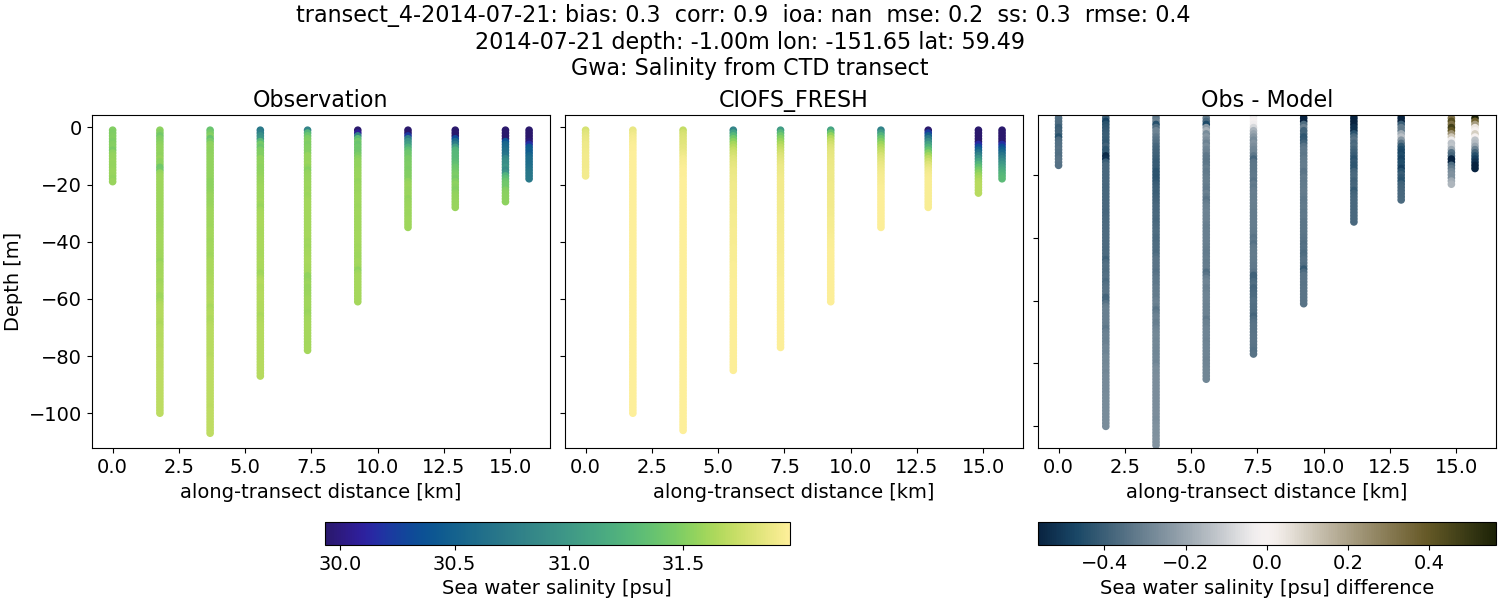 transect_4-2014-07-21: bias: 0.3  corr: 0.9  ioa: nan  mse: 0.2  ss: 0.3  rmse: 0.4
2014-07-21 depth: -1.00m lon: -151.65 lat: 59.49
Gwa: Salinity from CTD transect
Observation
CIOFS_FRESH
Obs - Model
Depth [m]
0
−20
−40
−60
−80
−100
0.0 2.5 5.0 7.5 10.0 12.5 15.0
0.0 2.5 5.0 7.5 10.0 12.5 15.0
0.0 2.5 5.0 7.5 10.0 12.5 15.0
along-transect distance [km]
along-transect distance [km]
along-transect distance [km]
30.0 30.5 31.0 31.5
Sea water salinity [psu]
−0.4 −0.2 0.0 0.2 0.4
Sea water salinity [psu] difference